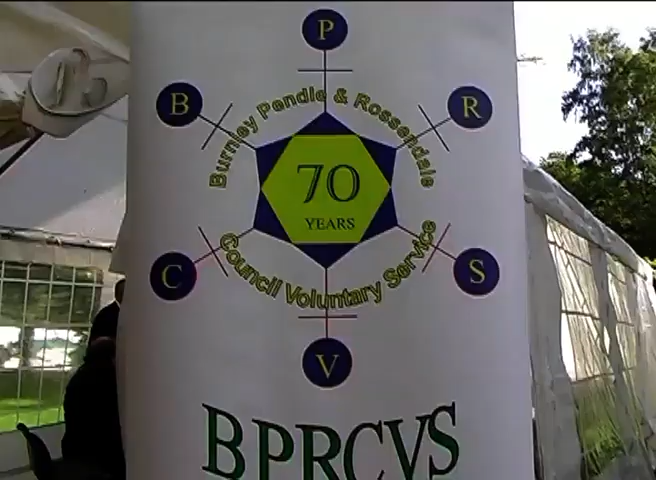 P
B
R
Burnley Pendle & Rossendale
70
YEARS
Council Voluntary Service
C
S
V
BPRCVS